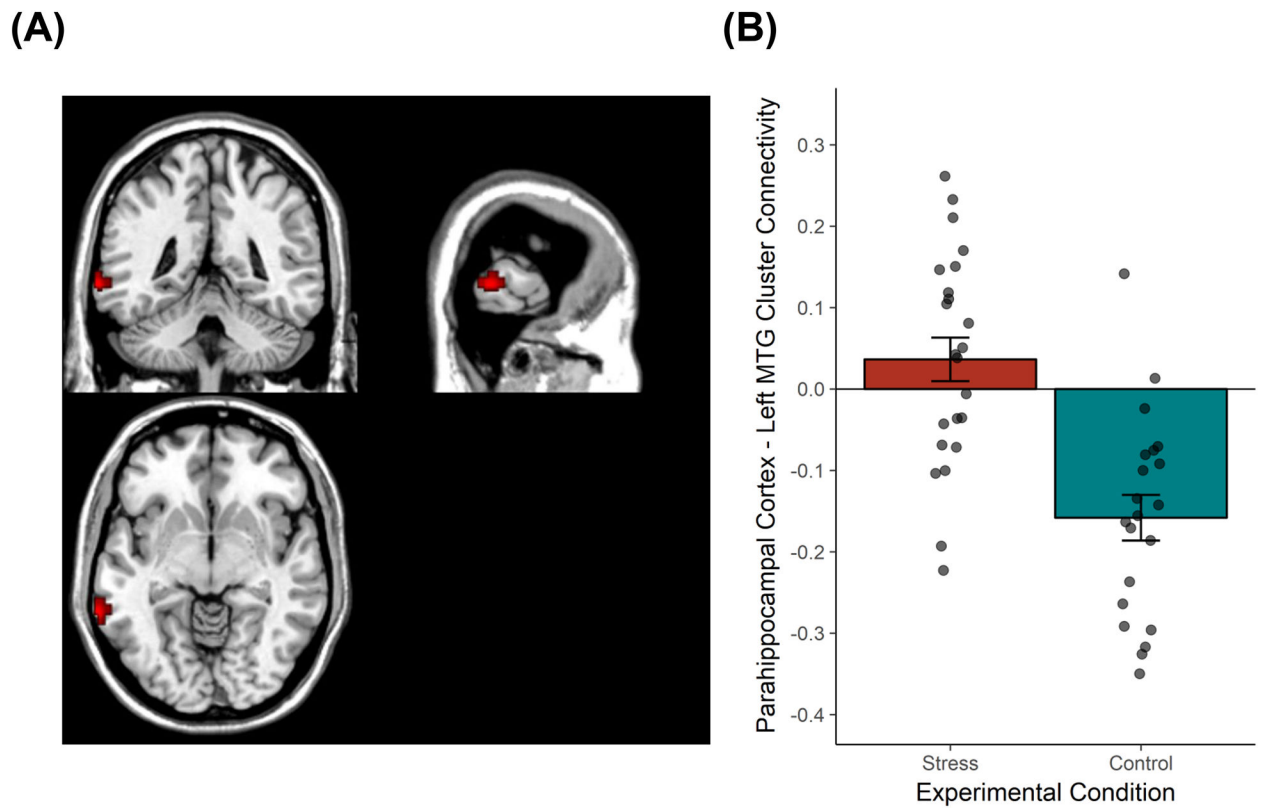 (A)
(B)
Parahippocampal Cortex - Left MTG Cluster Connectivity
0.3
0.2
0.1
0.0
-0.1
-0.2
-0.3
-0.4
Stress
Control
Experimental Condition